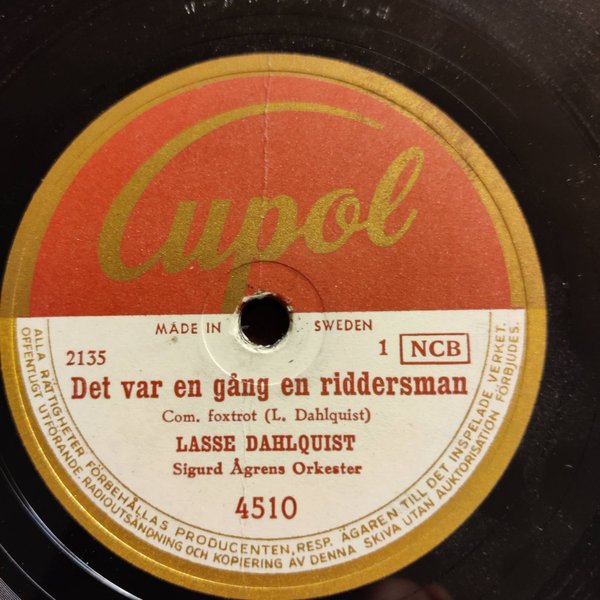 Cupol
MADE IN SWEDEN
2135 1 NCB
Det var en gång en riddersman
Com. foxtrot (L. Dahlquist)
LASSE DAHLQUIST
Sigurd Ågrens Orkester
4510
ALLA RÄTTIGHETER FÖRBEHÅLLAS PRODUCENTEN, RESP. ÄGAREN TILL DET INSPELADE VERKET.
OFFENTLIGT UTFÖRANDE, RADIOUTSÄNDNING OCH KOPIERING AV DENNA SKIVA UTAN AUKTORISATION FÖRBJUDES.